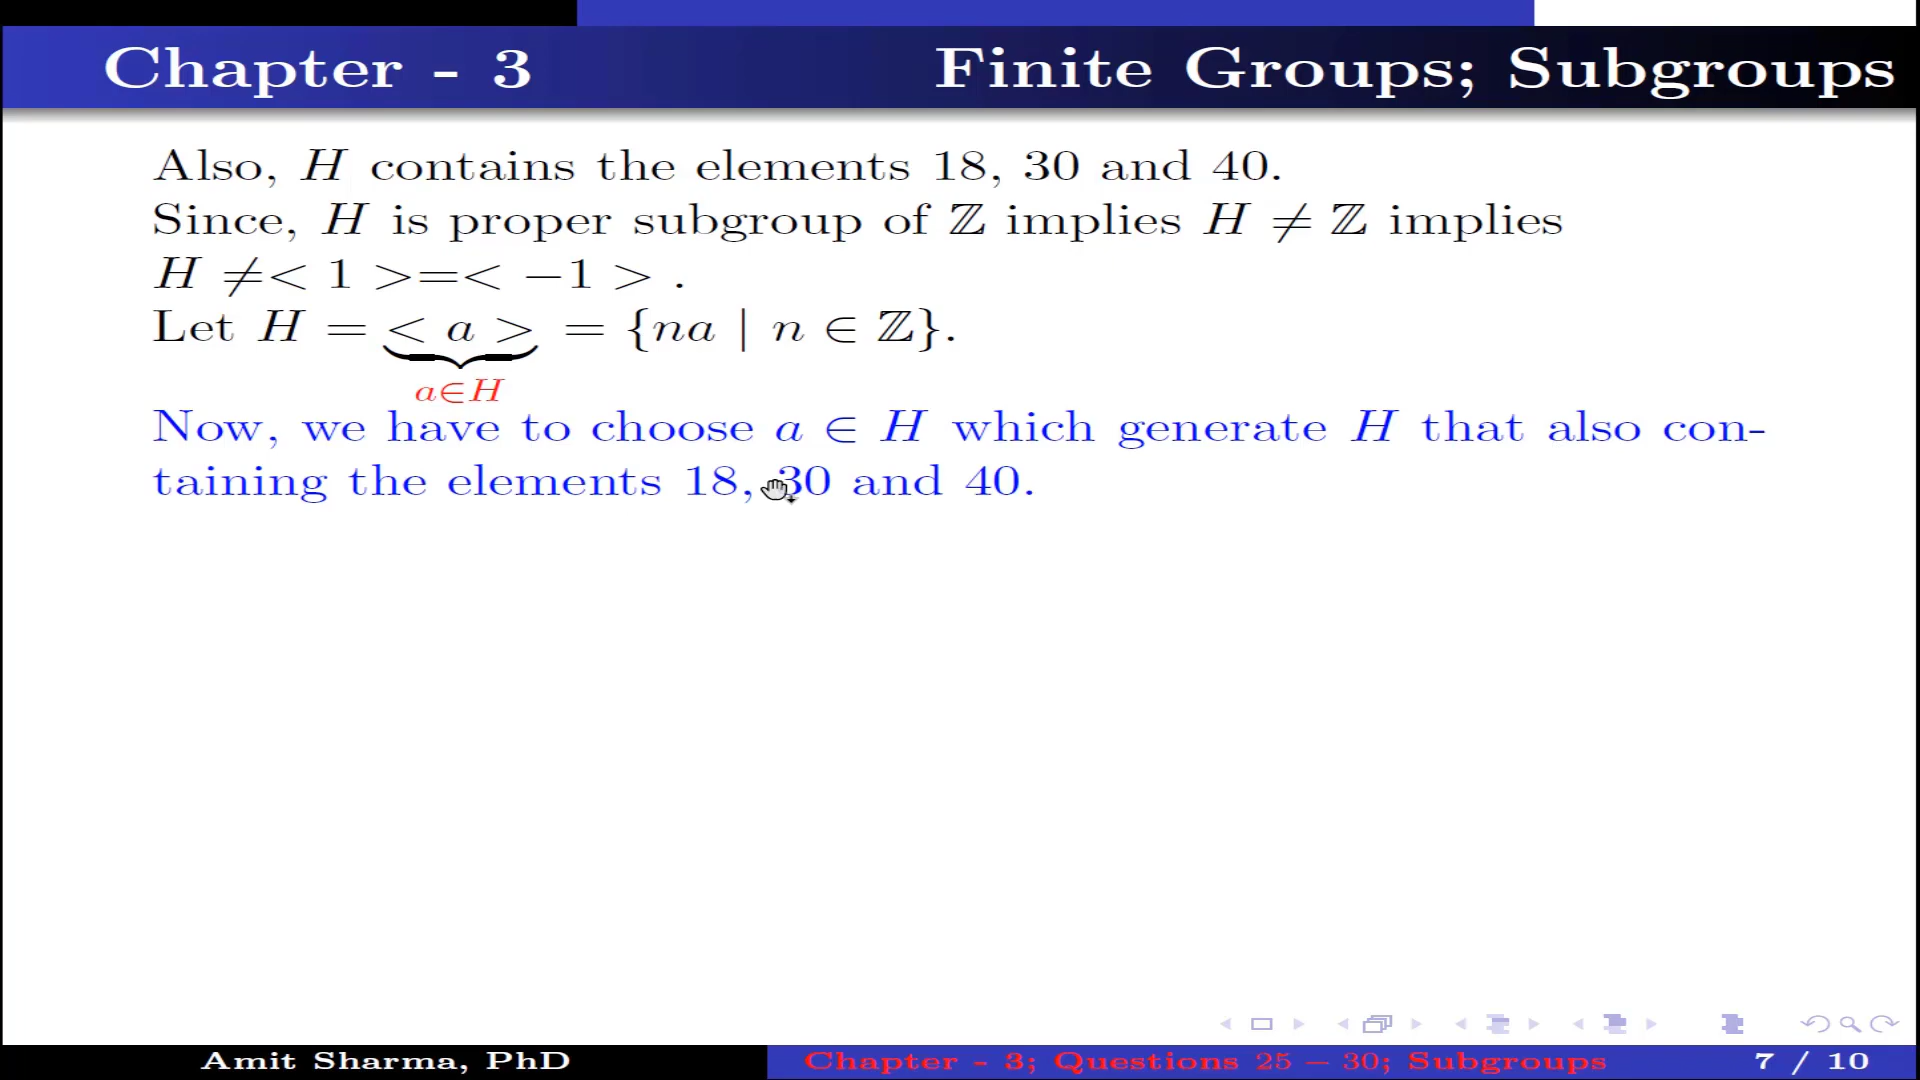 Chapter - 3 Finite Groups; Subgroups
Also, H contains the elements 18, 30 and 40.
Since, H is proper subgroup of ℤ implies H ≠ ℤ implies
H ≠< 1 >=< −1 > .
Let H = < a > = {na | n ∈ ℤ}.
a∈H
Now, we have to choose a ∈ H which generate H that also con-
taining the elements 18, 30 and 40.
Amit Sharma, PhD Chapter - 3; Questions 25 − 30; Subgroups 7 / 10